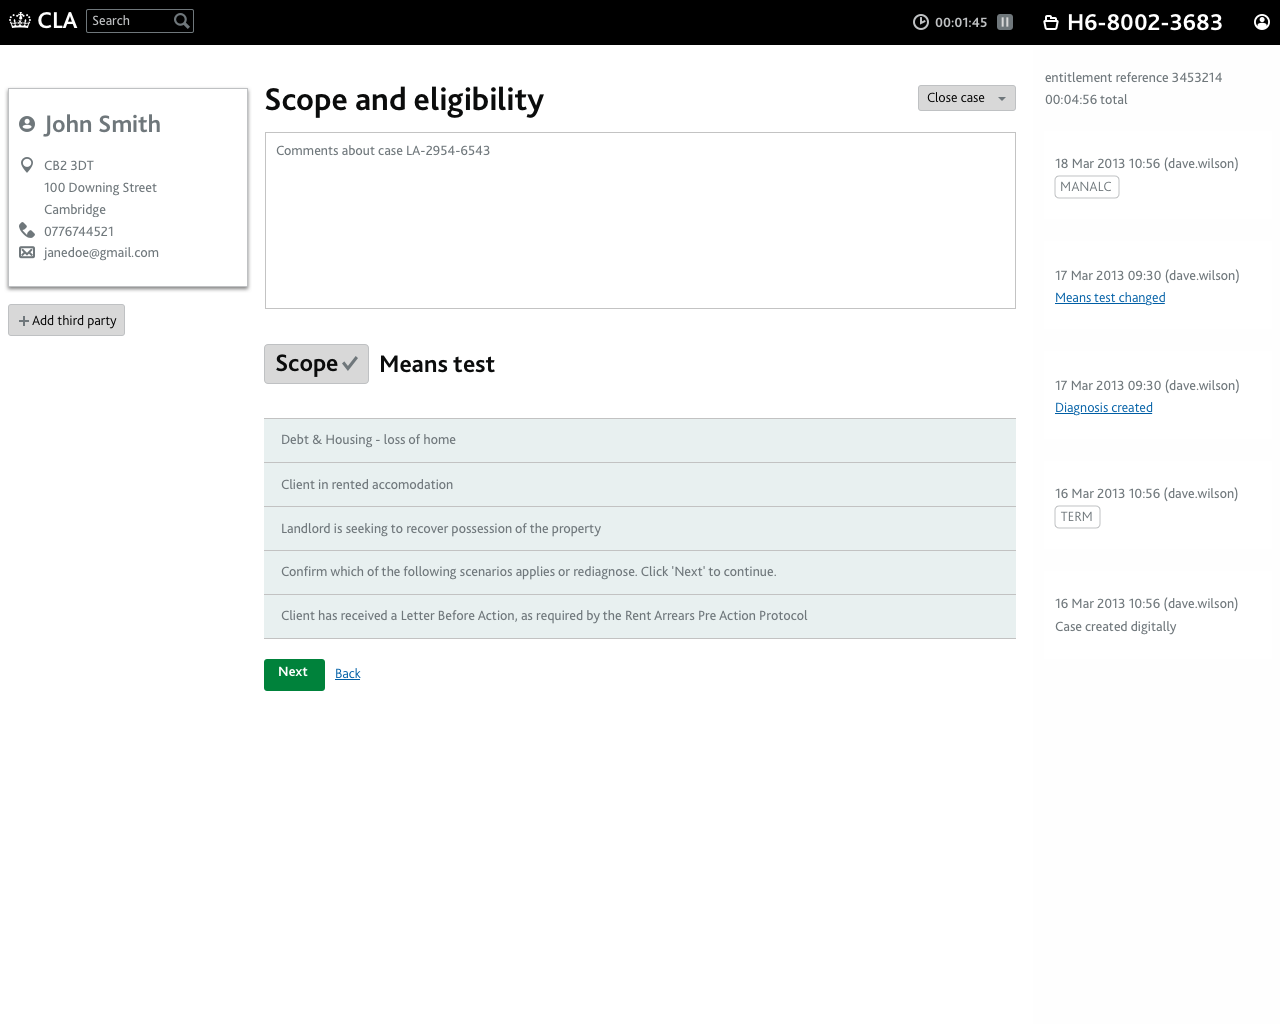 CLA
Search
00:01:45
H6-8002-3683
John Smith
CB2 3DT
100 Downing Street
Cambridge
0776744521
janedoe@gmail.com
Add third party
Scope and eligibility
Close case
Comments about case LA-2954-6543
Scope
Means test
Debt & Housing - loss of home
Client in rented accomodation
Landlord is seeking to recover possession of the property
Confirm which of the following scenarios applies or rediagnose. Click 'Next' to continue.
Client has received a Letter Before Action, as required by the Rent Arrears Pre Action Protocol
Next
Back
entitlement reference 3453214
00:04:56 total
18 Mar 2013 10:56 (dave.wilson)
MANALC
17 Mar 2013 09:30 (dave.wilson)
Means test changed
17 Mar 2013 09:30 (dave.wilson)
Diagnosis created
16 Mar 2013 10:56 (dave.wilson)
TERM
16 Mar 2013 10:56 (dave.wilson)
Case created digitally